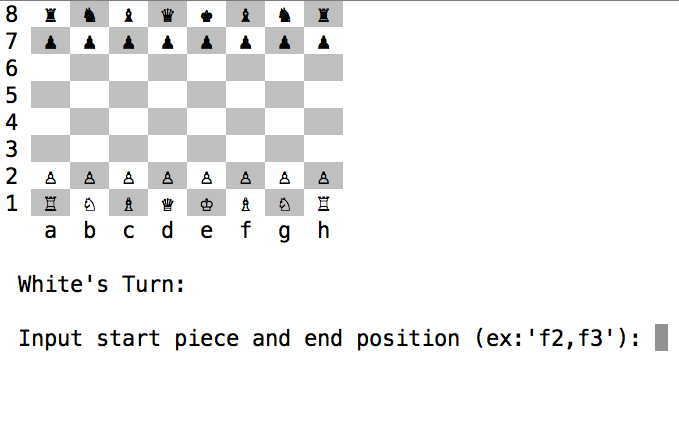 8 ♜ ♞ ♝ ♛ ♚ ♝ ♞ ♜
7 ♟ ♟ ♟ ♟ ♟ ♟ ♟ ♟
6
5
4
3
2 ♙ ♙ ♙ ♙ ♙ ♙ ♙ ♙
1 ♖ ♘ ♗ ♕ ♔ ♗ ♘ ♖
a b c d e f g h
White's Turn:
Input start piece and end position (ex:'f2,f3'):